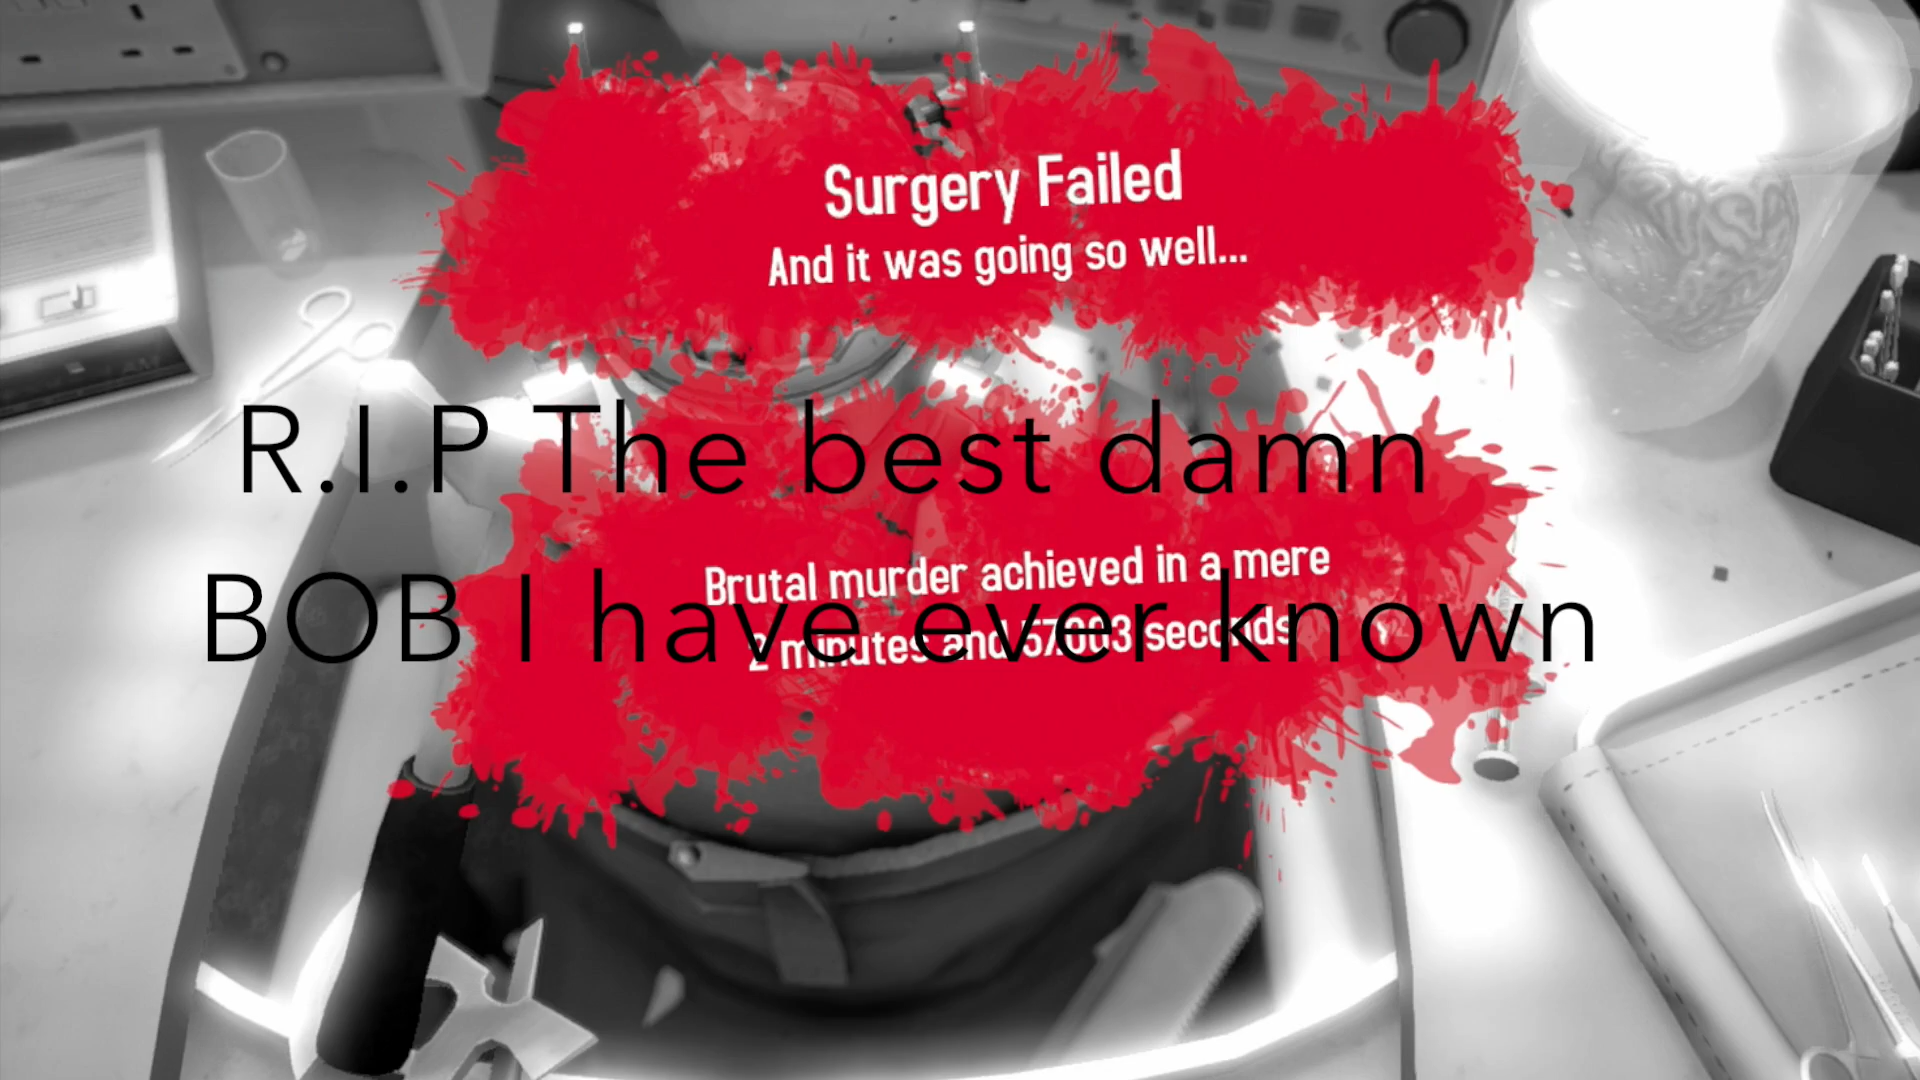 Surgery Failed
And it was going so well...
R.I.P The best damn
Brutal murder achieved in a mere
BOB I have ever known
2 minutes and seconds